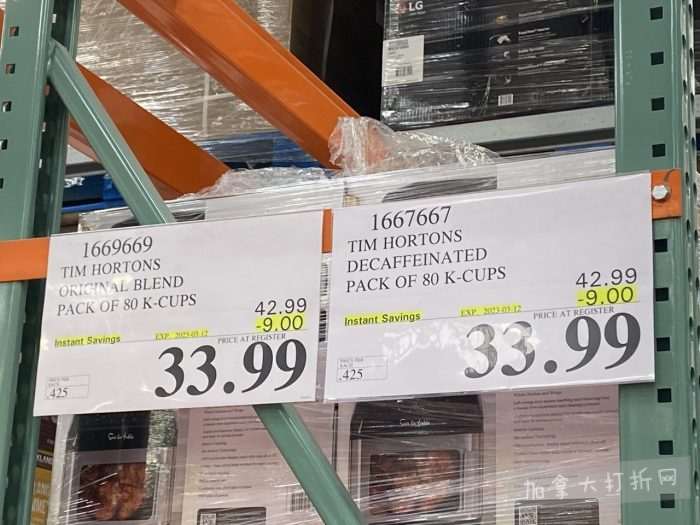 LG
1669669
TIM HORTONS
ORIGINAL BLEND
PACK OF 80 K-CUPS
42.99
Instant Savings
EXP. 2023-03-12
-9.00
PRICE AT REGISTER
33.99
.425
1667667
TIM HORTONS
DECAFFEINATED
PACK OF 80 K-CUPS
42.99
Instant Savings
EXP. 2023-03-12
-9.00
PRICE AT REGISTER
33.99
.425
加拿大打折网